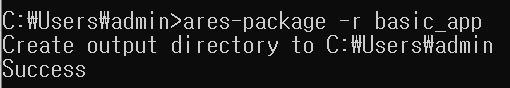 C:₩Users₩admin>ares-package -r basic_app
Create output directory to C:₩Users₩admin
Success